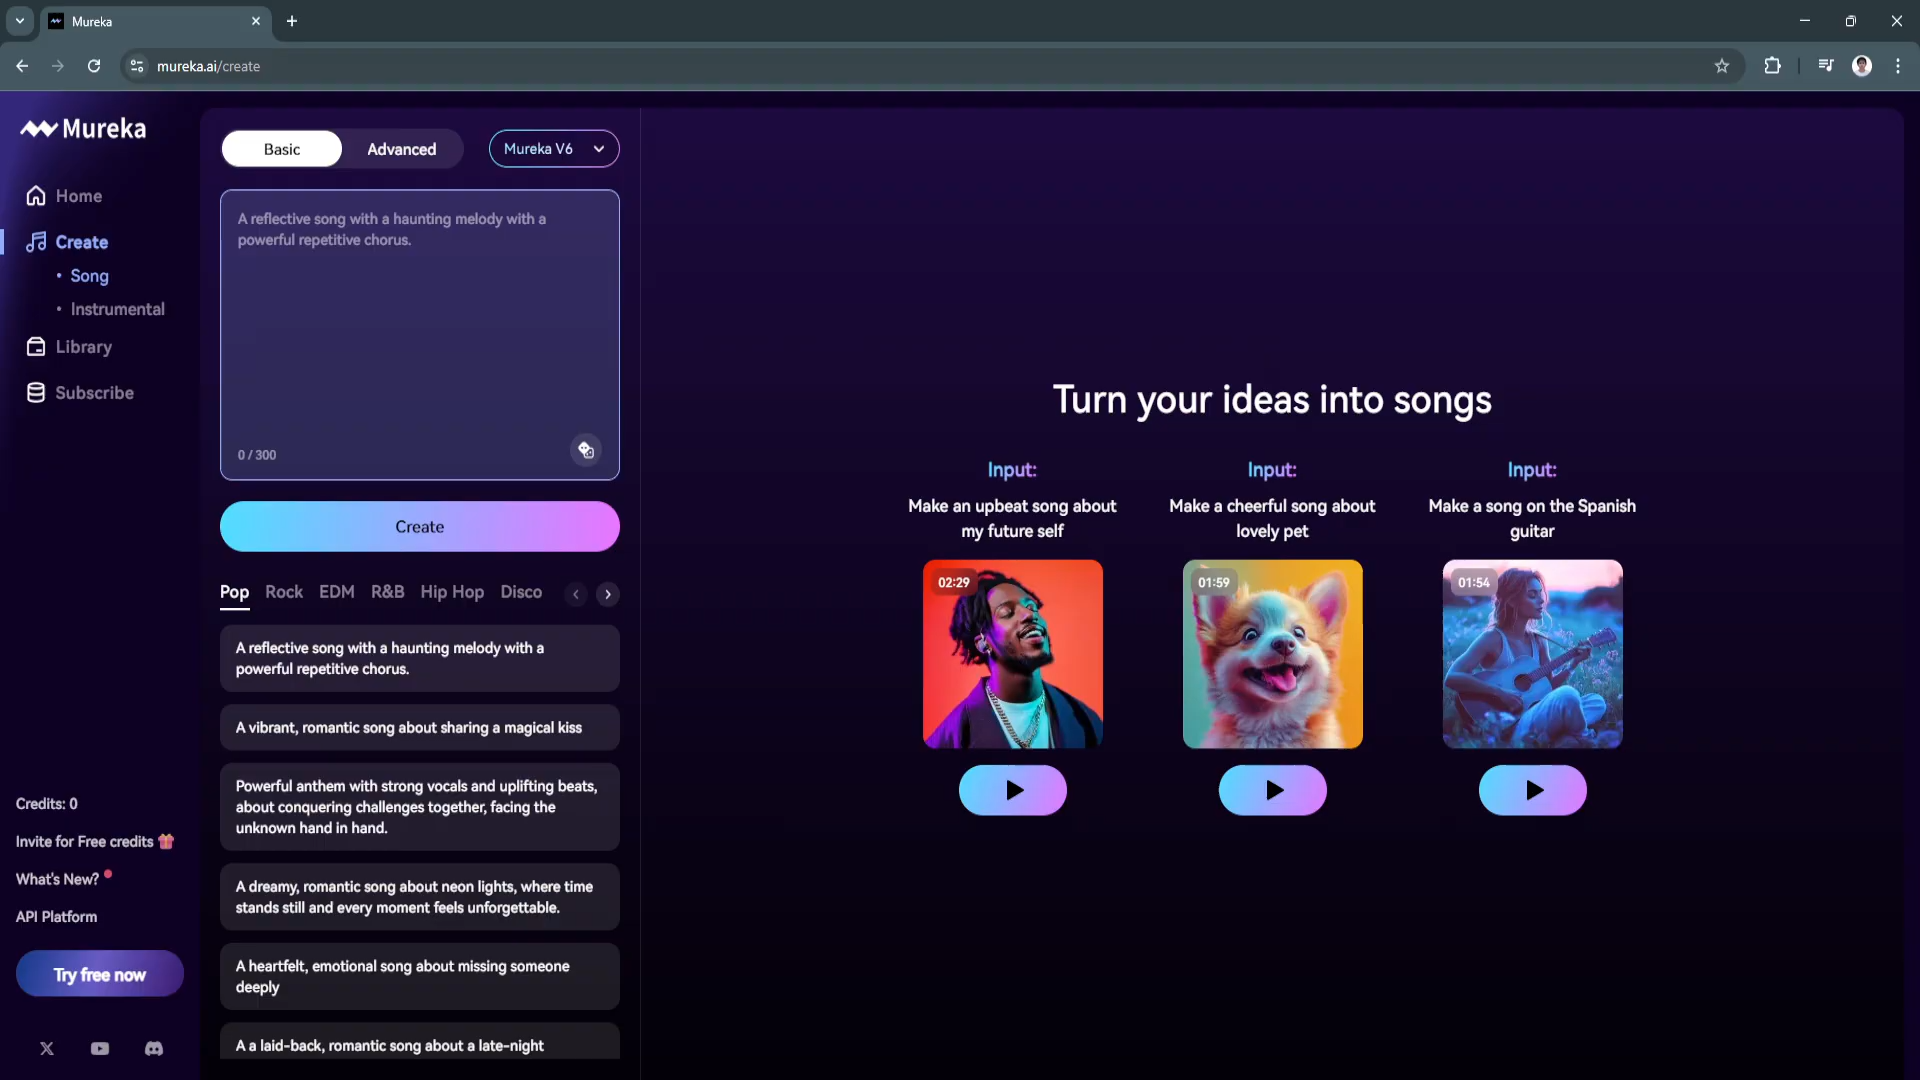 Mureka
mureka.ai/create
Mureka
Home
Create
• Song
• Instrumental
Library
Subscribe
Credits: 0
Invite for Free credits
What's New?
API Platform
Try free now
Basic
Advanced
Mureka V6
A reflective song with a haunting melody with a
powerful repetitive chorus.
0 / 300
Create
Pop Rock EDM R&B Hip Hop Disco
A reflective song with a haunting melody with a
powerful repetitive chorus.
A vibrant, romantic song about sharing a magical kiss
Powerful anthem with strong vocals and uplifting beats,
about conquering challenges together, facing the
unknown hand in hand.
A dreamy, romantic song about neon lights, where time
stands still and every moment feels unforgettable.
A heartfelt, emotional song about missing someone
deeply
A a laid-back, romantic song about a late-night
Turn your ideas into songs
Input:
Make an upbeat song about
my future self
02:29
Input:
Make a cheerful song about
lovely pet
01:59
Input:
Make a song on the Spanish
guitar
01:54